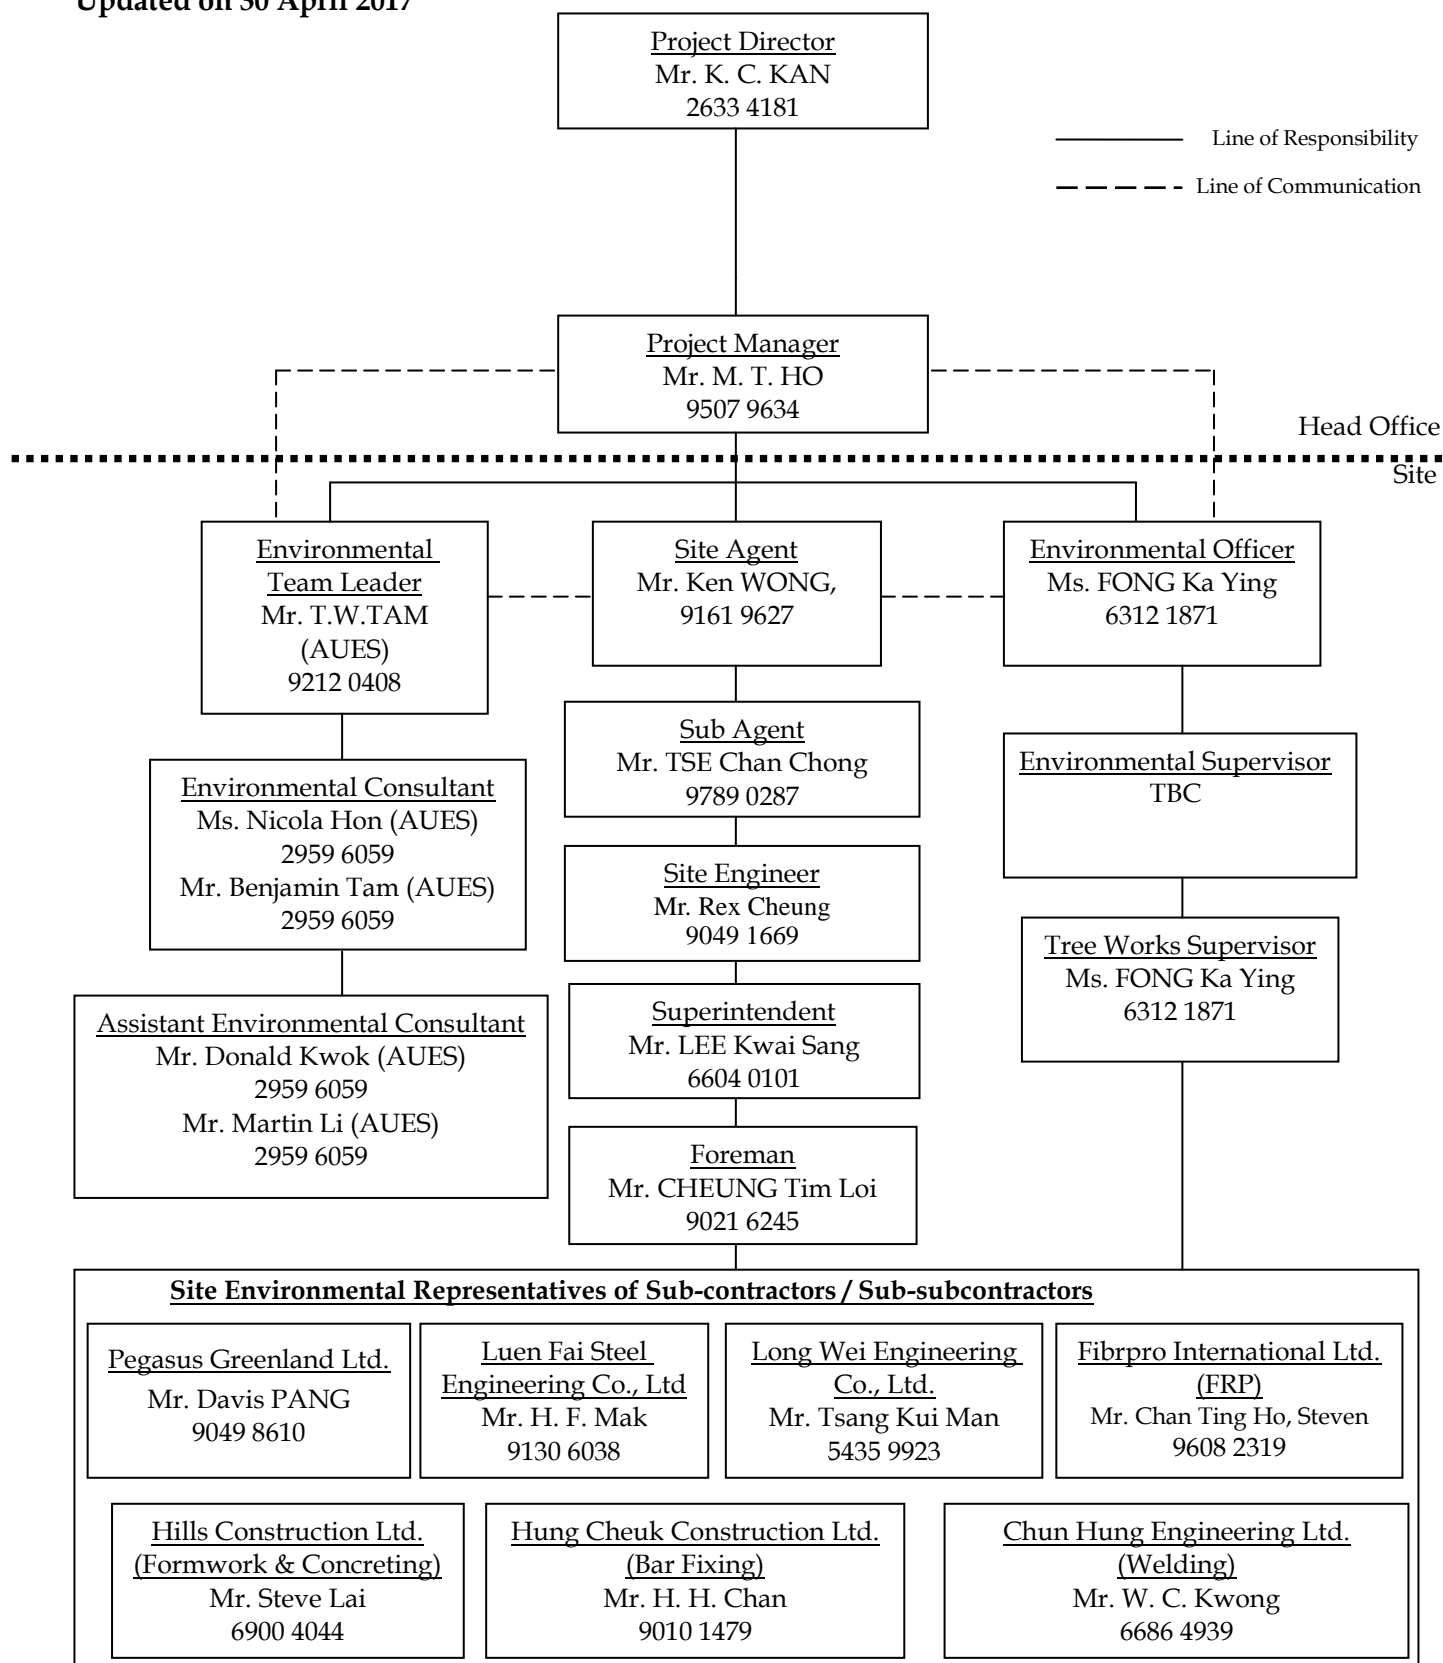 Updated on 30 April 2017
Project Director
Mr. K. C. KAN
2633 4181
Line of Responsibility
Line of Communication
Project Manager
Mr. M. T. HO
9507 9634
Head Office
Site
Environmental
Team Leader
Mr. T.W.TAM
(AUES)
9212 0408
Site Agent
Mr. Ken WONG,
9161 9627
Environmental Officer
Ms. FONG Ka Ying
6312 1871
Environmental Consultant
Ms. Nicola Hon (AUES)
2959 6059
Mr. Benjamin Tam (AUES)
2959 6059
Sub Agent
Mr. TSE Chan Chong
9789 0287
Environmental Supervisor
TBC
Site Engineer
Mr. Rex Cheung
9049 1669
Tree Works Supervisor
Ms. FONG Ka Ying
6312 1871
Assistant Environmental Consultant
Mr. Donald Kwok (AUES)
2959 6059
Mr. Martin Li (AUES)
2959 6059
Superintendent
Mr. LEE Kwai Sang
6604 0101
Foreman
Mr. CHEUNG Tim Loi
9021 6245
Site Environmental Representatives of Sub-contractors / Sub-subcontractors
Pegasus Greenland Ltd.
Mr. Davis PANG
9049 8610
Luen Fai Steel
Engineering Co., Ltd
Mr. H. F. Mak
9130 6038
Long Wei Engineering
Co., Ltd.
Mr. Tsang Kui Man
5435 9923
Fibrpro International Ltd.
(FRP)
Mr. Chan Ting Ho, Steven
9608 2319
Hills Construction Ltd.
(Formwork & Concreting)
Mr. Steve Lai
6900 4044
Hung Cheuk Construction Ltd.
(Bar Fixing)
Mr. H. H. Chan
9010 1479
Chun Hung Engineering Ltd.
(Welding)
Mr. W. C. Kwong
6686 4939